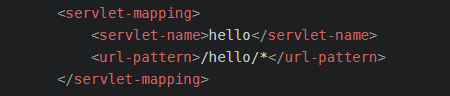 <servlet-mapping>
<servlet-name>hello</servlet-name>
<url-pattern>/hello/*</url-pattern>
</servlet-mapping>